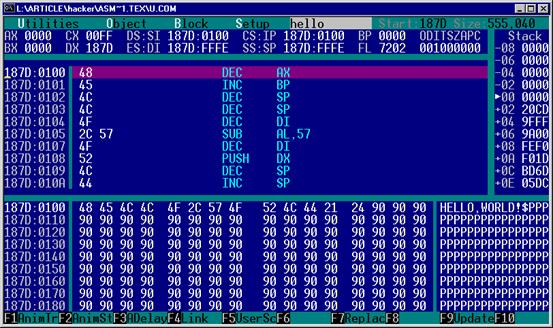 L:\ARTICLE\hacker\ASM~1.TEX\U.COM
Utilities Object Block Setup hello Start:187D Size:555.040
AX 0000 CX 00FF DS:SI 187D:0100 CS:IP 187D:0100 BP 0000 ODITSZAPC Stack
BX 0000 DX 187D ES:DI 187D:FFFE SS:SP 187D:FFFE FL 7202 001000000 -08 0000
-06 0000
187D:0100 48 DEC AX -04 0000
187D:0101 45 INC BP -02 0000
187D:0102 4C DEC SP ►00 0000
187D:0103 4C DEC SP +02 20CD
187D:0104 4F DEC DI +04 9FFF
187D:0105 2C 57 SUB AL,57 +06 9A00
187D:0107 4F DEC DI +08 FEF0
187D:0108 52 PUSH DX +0A F01D
187D:0109 4C DEC SP +0C BD6D
187D:010A 44 INC SP +0E 05DC
187D:0100 48 45 4C 4C 4F 2C 57 4F 52 4C 44 21 24 90 90 90 HELLO,WORLD!$PPP
187D:0110 90 90 90 90 90 90 90 90 90 90 90 90 90 90 90 90 PPPPPPPPPPPPPPPP
187D:0120 90 90 90 90 90 90 90 90 90 90 90 90 90 90 90 90 PPPPPPPPPPPPPPPP
187D:0130 90 90 90 90 90 90 90 90 90 90 90 90 90 90 90 90 PPPPPPPPPPPPPPPP
187D:0140 90 90 90 90 90 90 90 90 90 90 90 90 90 90 90 90 PPPPPPPPPPPPPPPP
187D:0150 90 90 90 90 90 90 90 90 90 90 90 90 90 90 90 90 PPPPPPPPPPPPPPPP
187D:0160 90 90 90 90 90 90 90 90 90 90 90 90 90 90 90 90 PPPPPPPPPPPPPPPP
187D:0170 90 90 90 90 90 90 90 90 90 90 90 90 90 90 90 90 PPPPPPPPPPPPPPPP
187D:0180 90 90 90 90 90 90 90 90 90 90 90 90 90 90 90 90 PPPPPPPPPPPPPPPP
F1AnimTr F2AnimSt F3ADelay F4Link F5UserSc F6 F7Replac F8 F9Update F10